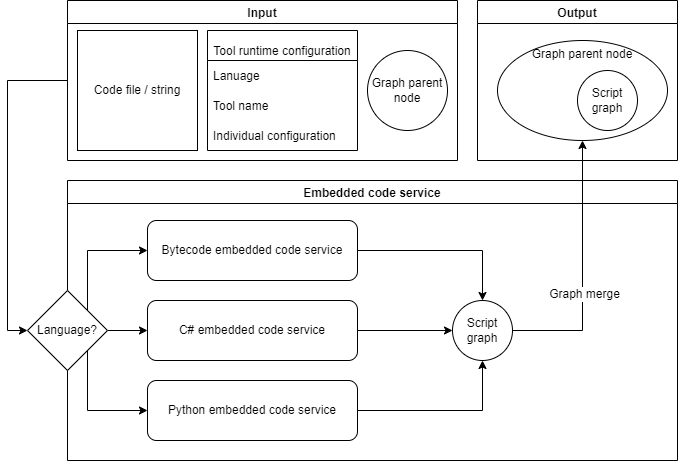 Input
Code file / string
Tool runtime configuration
Lanuage
Tool name
Individual configuration
Graph parent
node
Output
Graph parent node
Script
graph
Embedded code service
Language?
Bytecode embedded code service
C# embedded code service
Python embedded code service
Script
graph
Graph merge